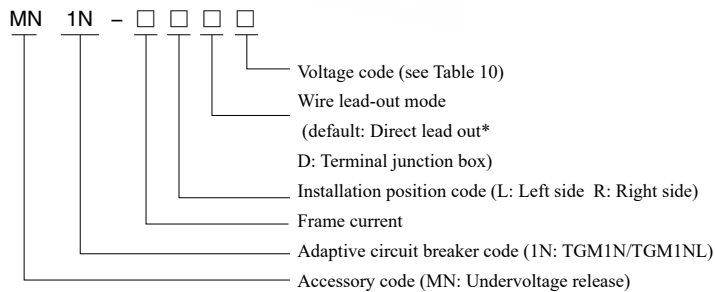 MN 1N – □ □ □ □
Voltage code (see Table 10)
Wire lead-out mode
(default: Direct lead out*
D: Terminal junction box)
Installation position code (L: Left side R: Right side)
Frame current
Adaptive circuit breaker code (1N: TGM1N/TGM1NL)
Accessory code (MN: Undervoltage release)